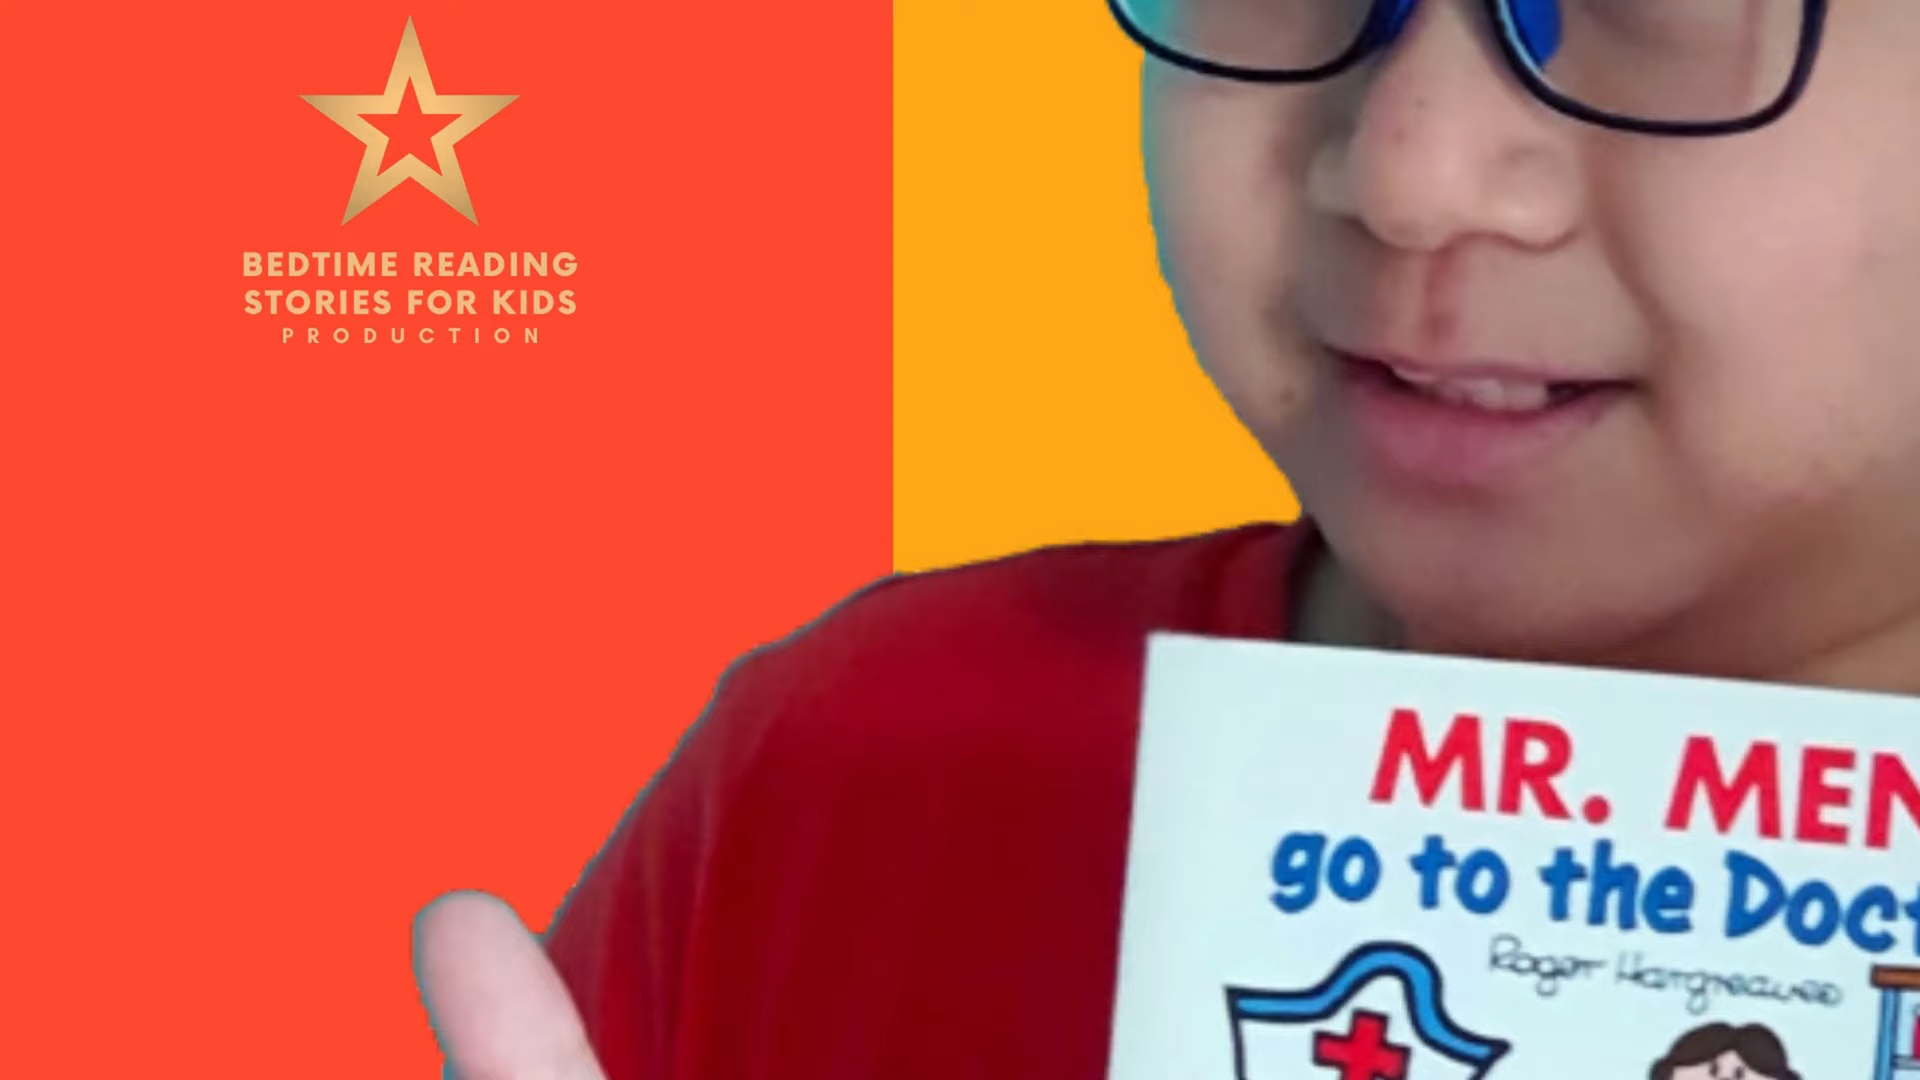 BEDTIME READING
STORIES FOR KIDS
PRODUCTION
MR. MEN
go to the Doct
Roger Hargreaves